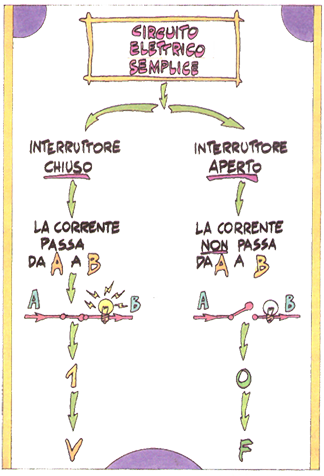 CIRCUITO
ELETTRICO
SEMPLICE
INTERRUTTORE
CHIUSO
LA CORRENTE
PASSA
DA A A B
A B
1
V
INTERRUTTORE
APERTO
LA CORRENTE
NON PASSA
DA A A B
A B
0
F